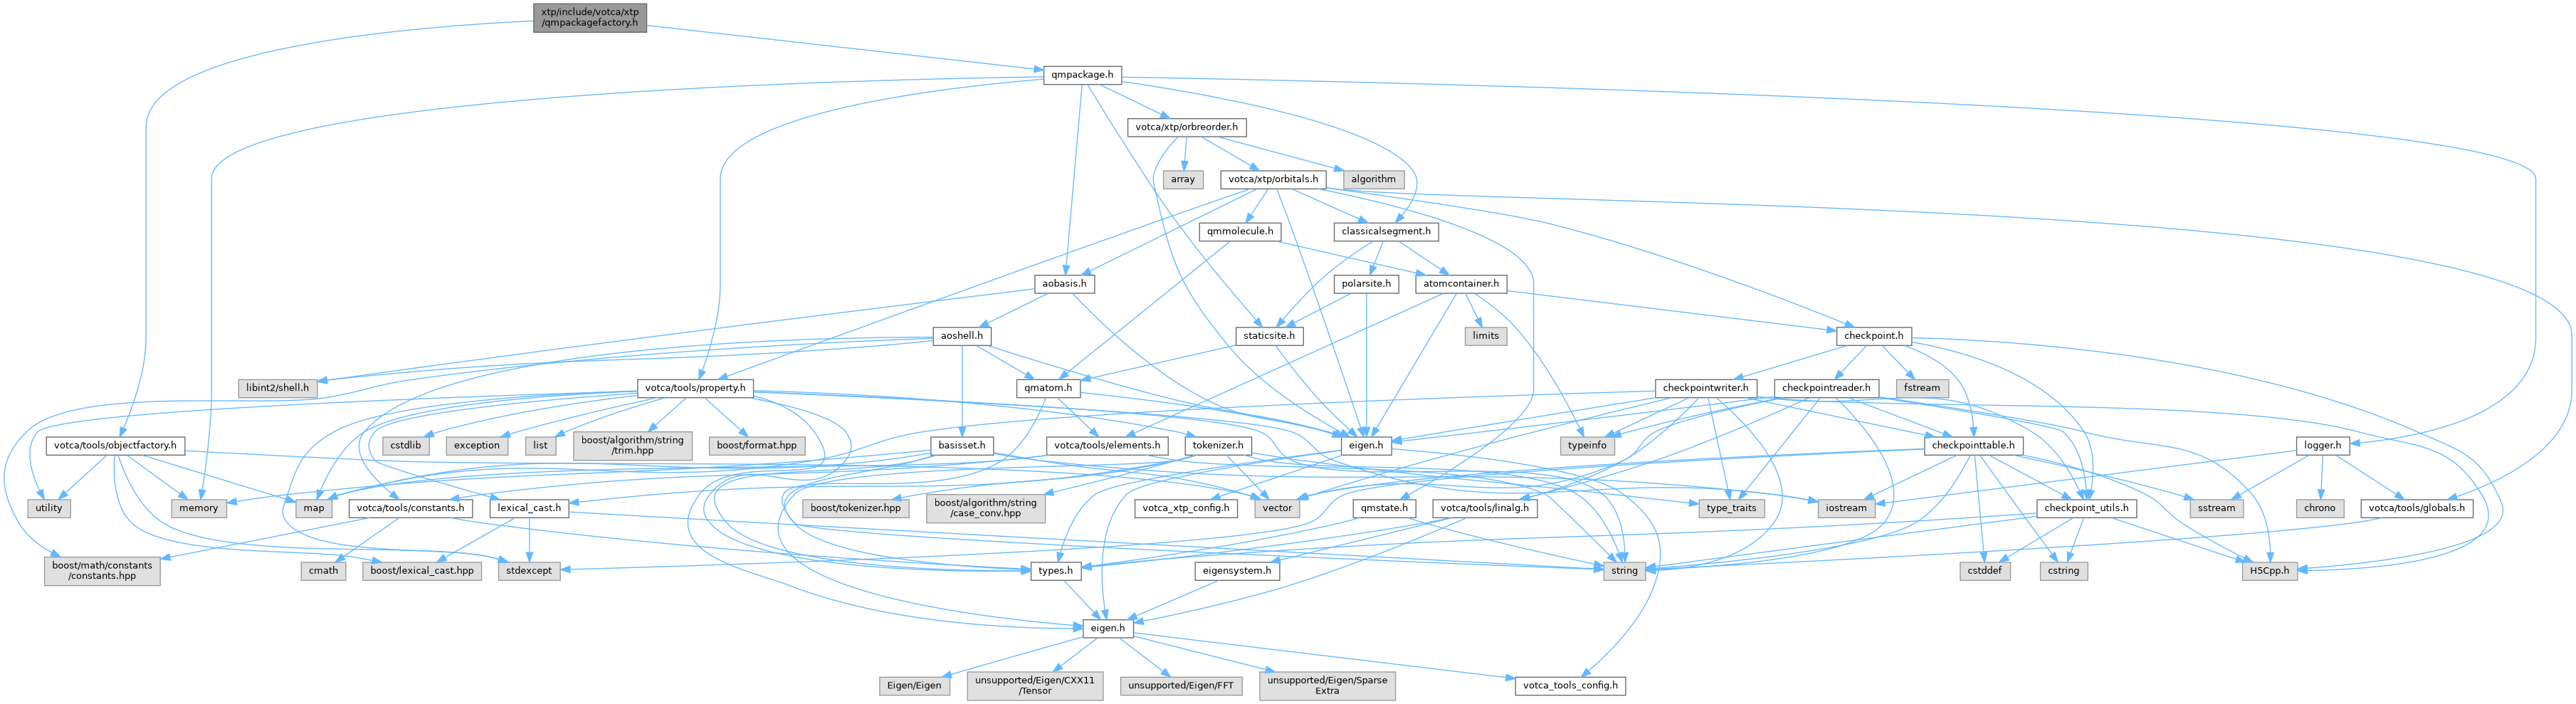 xtp/include/votca/xtp
/qmpackagefactory.h
qmpackage.h
votca/xtp/orbreorder.h
array
votca/xtp/orbitals.h
algorithm
qmmolecule.h
classicalsegment.h
aobasis.h
polarsite.h
atomcontainer.h
aoshell.h
staticsite.h
limits
checkpoint.h
libint2/shell.h
votca/tools/property.h
qmatom.h
checkpointwriter.h
checkpointreader.h
fstream
votca/tools/objectfactory.h
cstdlib
exception
list
boost/algorithm/string
/trim.hpp
boost/format.hpp
basisset.h
votca/tools/elements.h
tokenizer.h
eigen.h
typeinfo
checkpointtable.h
logger.h
utility
memory
map
votca/tools/constants.h
lexical_cast.h
boost/tokenizer.hpp
boost/algorithm/string
/case_conv.hpp
votca_xtp_config.h
vector
qmstate.h
votca/tools/linalg.h
type_traits
iostream
checkpoint_utils.h
sstream
chrono
votca/tools/globals.h
boost/math/constants
/constants.hpp
cmath
boost/lexical_cast.hpp
stdexcept
types.h
eigensystem.h
string
cstddef
cstring
H5Cpp.h
eigen.h
Eigen/Eigen
unsupported/Eigen/CXX11
/Tensor
unsupported/Eigen/FFT
unsupported/Eigen/Sparse
Extra
votca_tools_config.h